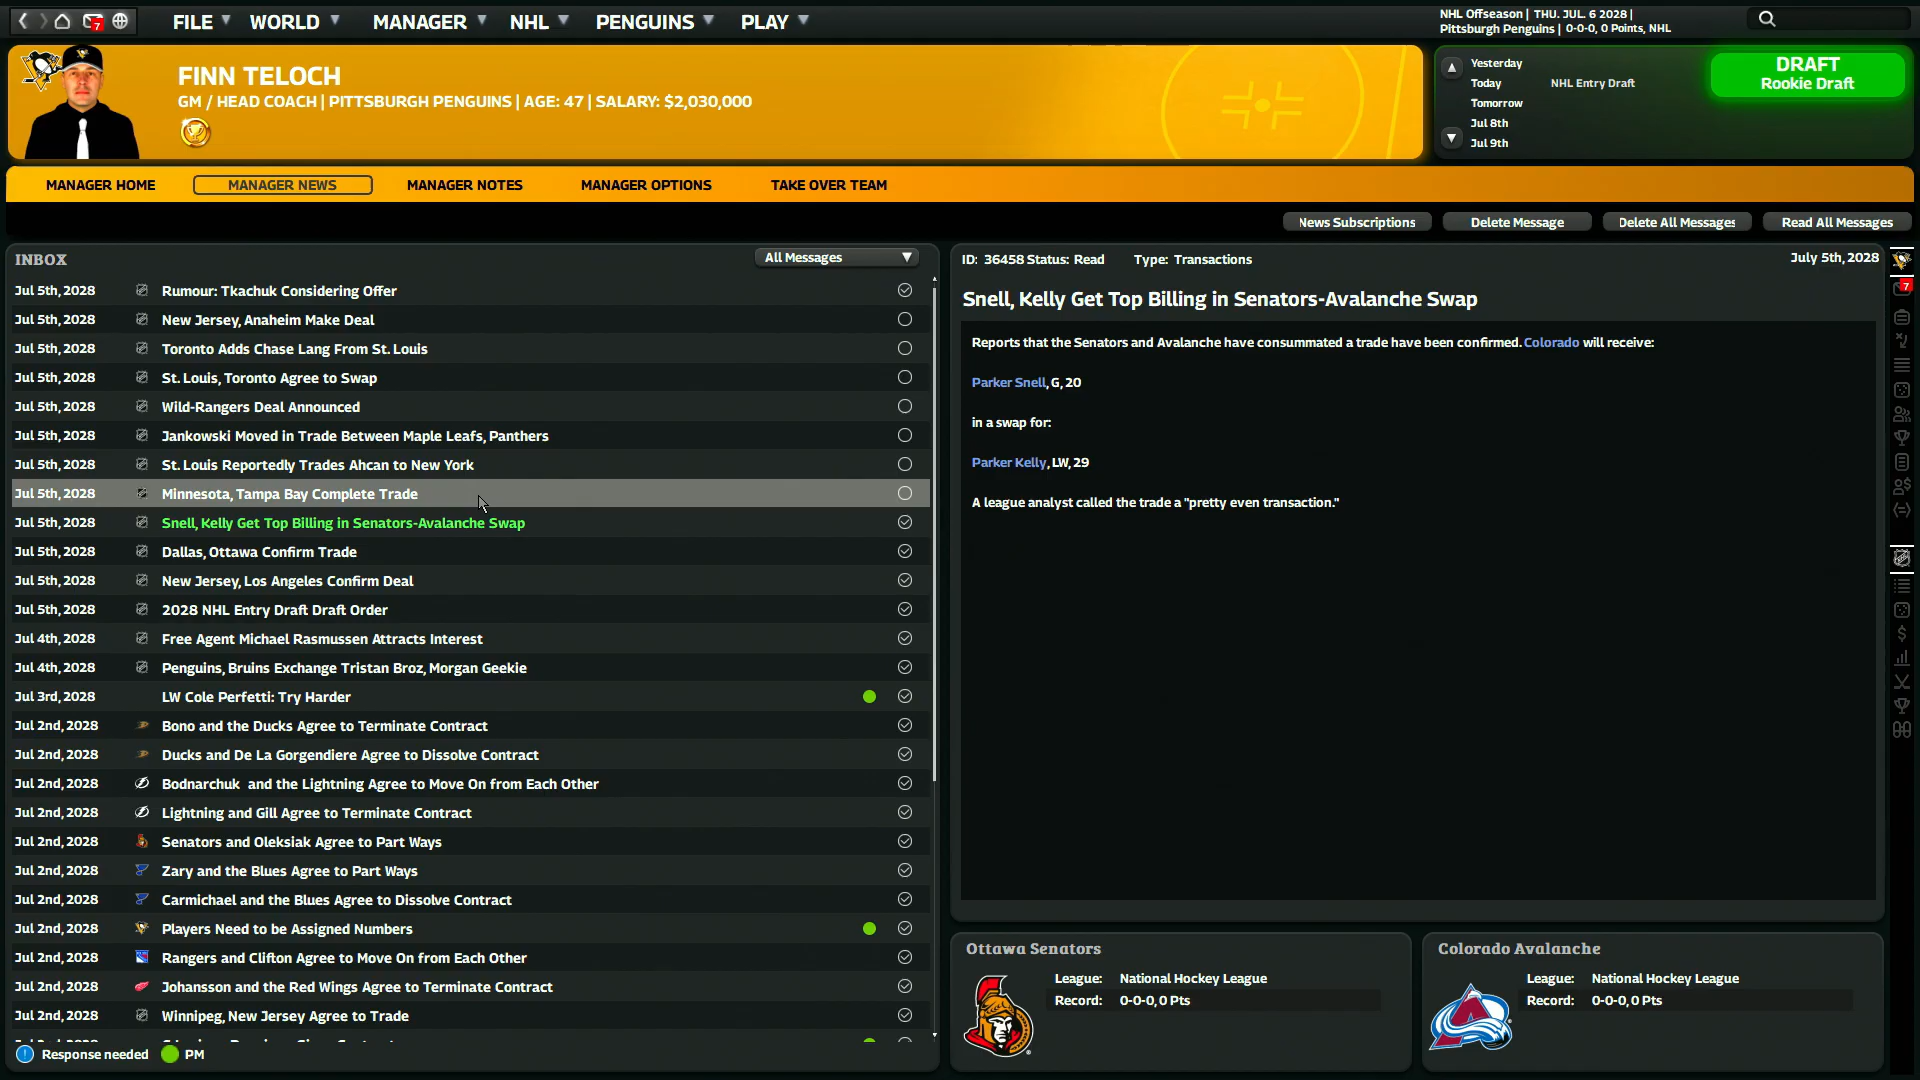 FILE WORLD MANAGER NHL PENGUINS PLAY
7
NHL Offseason | THU. JUL. 6 2028 |
Pittsburgh Penguins | 0-0-0, 0 Points, NHL
FINN TELOCH
GM / HEAD COACH | PITTSBURGH PENGUINS | AGE: 47 | SALARY: $2,030,000
Yesterday
Today NHL Entry Draft
Tomorrow
Jul 8th
Jul 9th
DRAFT
Rookie Draft
MANAGER HOME MANAGER NEWS MANAGER NOTES MANAGER OPTIONS TAKE OVER TEAM
News Subscriptions Delete Message Delete All Messages Read All Messages
INBOX All Messages
Jul 5th, 2028 Rumour: Tkachuk Considering Offer
Jul 5th, 2028 New Jersey, Anaheim Make Deal
Jul 5th, 2028 Toronto Adds Chase Lang From St. Louis
Jul 5th, 2028 St. Louis, Toronto Agree to Swap
Jul 5th, 2028 Wild-Rangers Deal Announced
Jul 5th, 2028 Jankowski Moved in Trade Between Maple Leafs, Panthers
Jul 5th, 2028 St. Louis Reportedly Trades Ahcan to New York
Jul 5th, 2028 Minnesota, Tampa Bay Complete Trade
Jul 5th, 2028 Snell, Kelly Get Top Billing in Senators-Avalanche Swap
Jul 5th, 2028 Dallas, Ottawa Confirm Trade
Jul 5th, 2028 New Jersey, Los Angeles Confirm Deal
Jul 5th, 2028 2028 NHL Entry Draft Draft Order
Jul 4th, 2028 Free Agent Michael Rasmussen Attracts Interest
Jul 4th, 2028 Penguins, Bruins Exchange Tristan Broz, Morgan Geekie
Jul 3rd, 2028 LW Cole Perfetti: Try Harder
Jul 2nd, 2028 Bono and the Ducks Agree to Terminate Contract
Jul 2nd, 2028 Ducks and De La Gorgendiere Agree to Dissolve Contract
Jul 2nd, 2028 Bodnarchuk and the Lightning Agree to Move On from Each Other
Jul 2nd, 2028 Lightning and Gill Agree to Terminate Contract
Jul 2nd, 2028 Senators and Oleksiak Agree to Part Ways
Jul 2nd, 2028 Zary and the Blues Agree to Part Ways
Jul 2nd, 2028 Carmichael and the Blues Agree to Dissolve Contract
Jul 2nd, 2028 Players Need to be Assigned Numbers
Jul 2nd, 2028 Rangers and Clifton Agree to Move On from Each Other
Jul 2nd, 2028 Johansson and the Red Wings Agree to Terminate Contract
Jul 2nd, 2028 Winnipeg, New Jersey Agree to Trade
Response needed PM
ID: 36458 Status: Read Type: Transactions July 5th, 2028
Snell, Kelly Get Top Billing in Senators-Avalanche Swap
Reports that the Senators and Avalanche have consummated a trade have been confirmed. Colorado will receive:
Parker Snell, G, 20
in a swap for:
Parker Kelly, LW, 29
A league analyst called the trade a "pretty even transaction."
7
Ottawa Senators
League: National Hockey League
Record: 0-0-0, 0 Pts
Colorado Avalanche
League: National Hockey League
Record: 0-0-0, 0 Pts